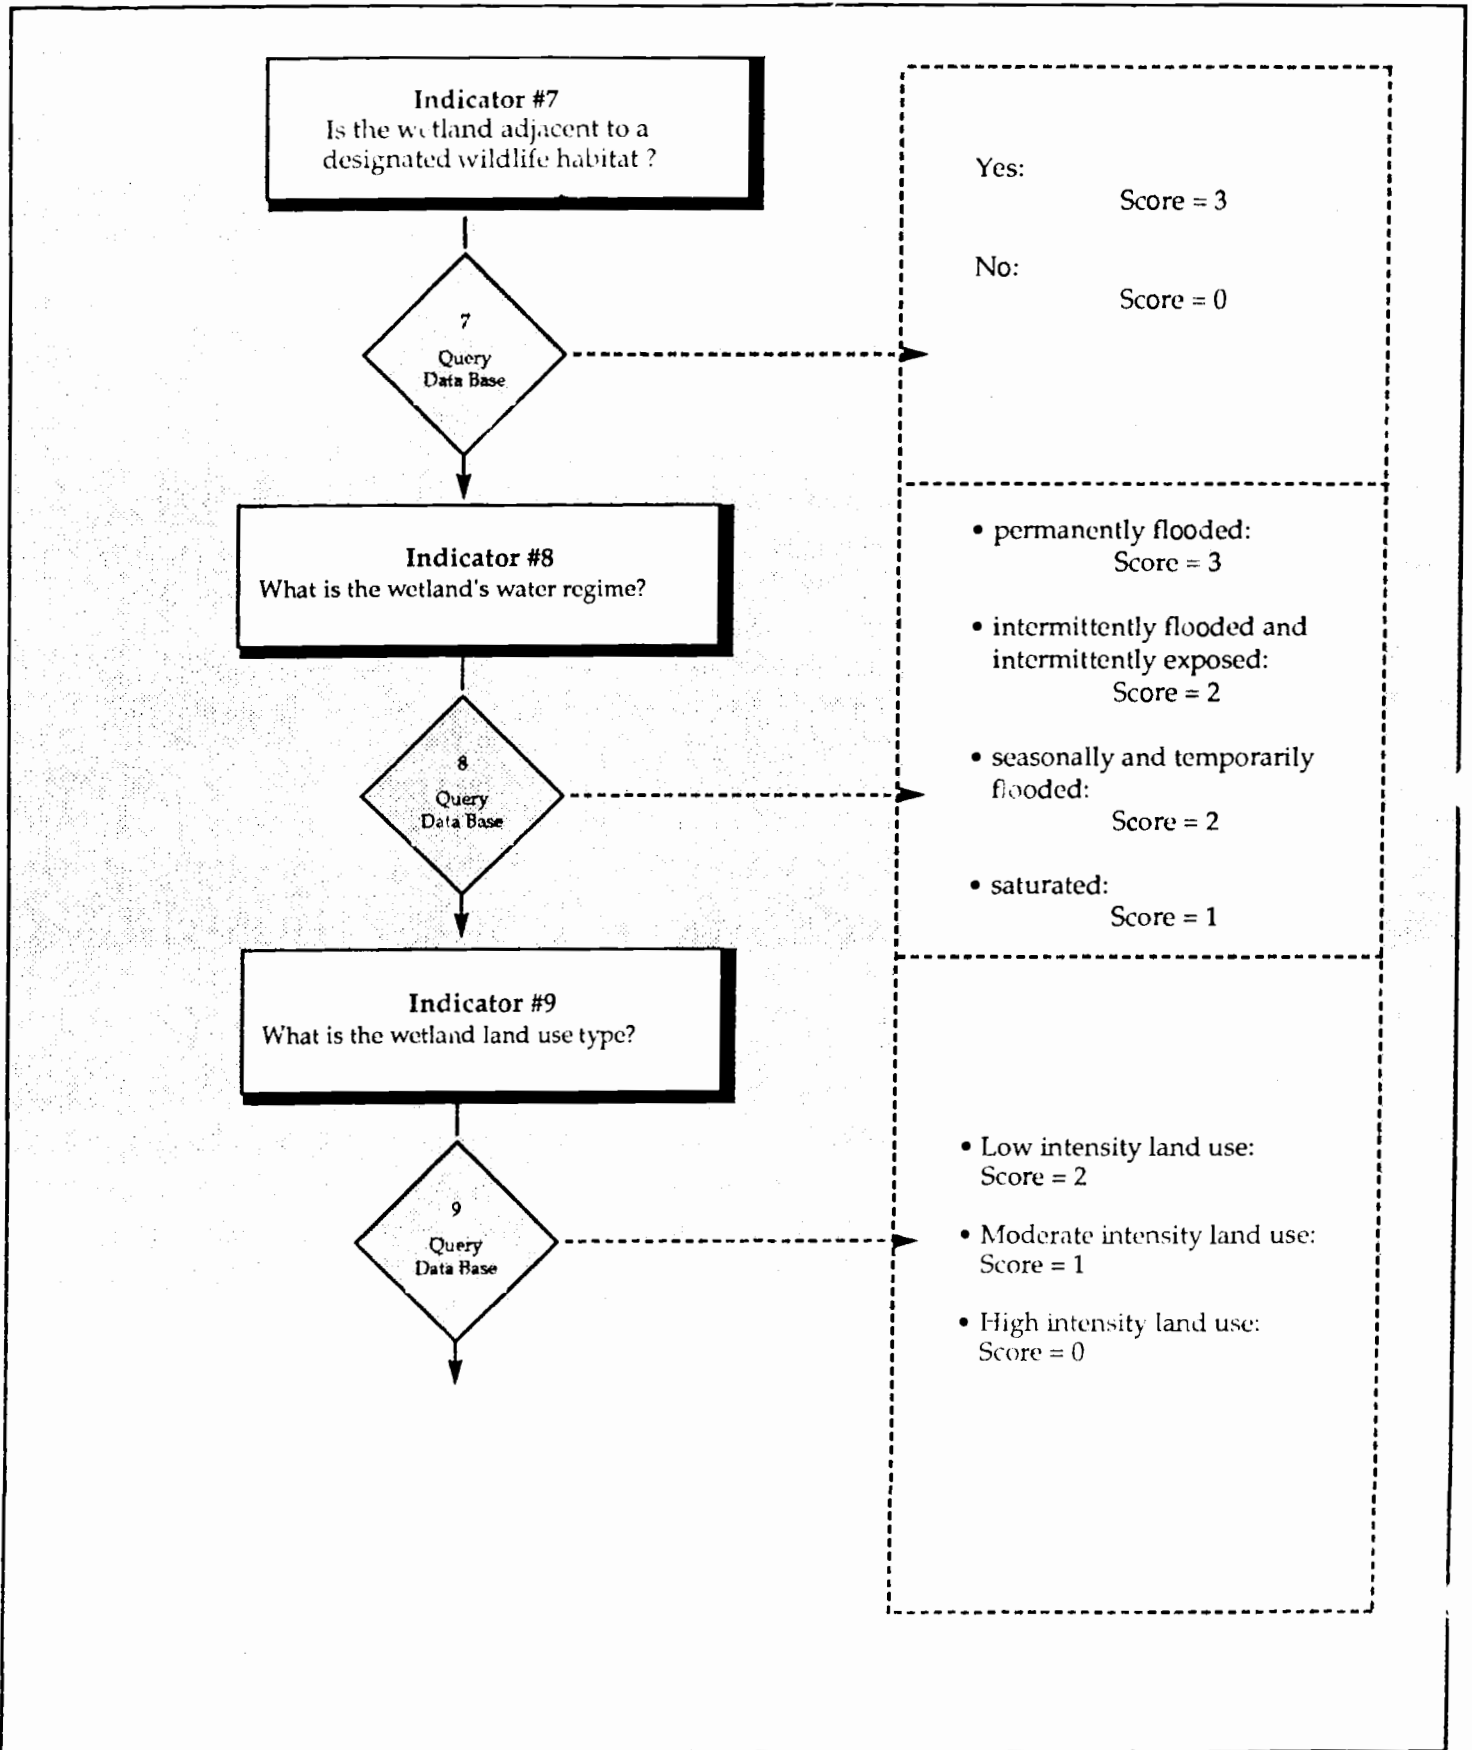 Indicator #7
Is the wetland adjacent to a
designated wildlife habitat ?
Yes:
Score = 3
No:
Score = 0
7
Query
Data Base
Indicator #8
What is the wetland's water regime?
• permanently flooded:
Score = 3
• intermittently flooded and
intermittently exposed:
Score = 2
• seasonally and temporarily
flooded:
Score = 2
• saturated:
Score = 1
8
Query
Data Base
Indicator #9
What is the wetland land use type?
9
Query
Data Base
• Low intensity land use:
Score = 2
• Moderate intensity land use:
Score = 1
• High intensity land use:
Score = 0